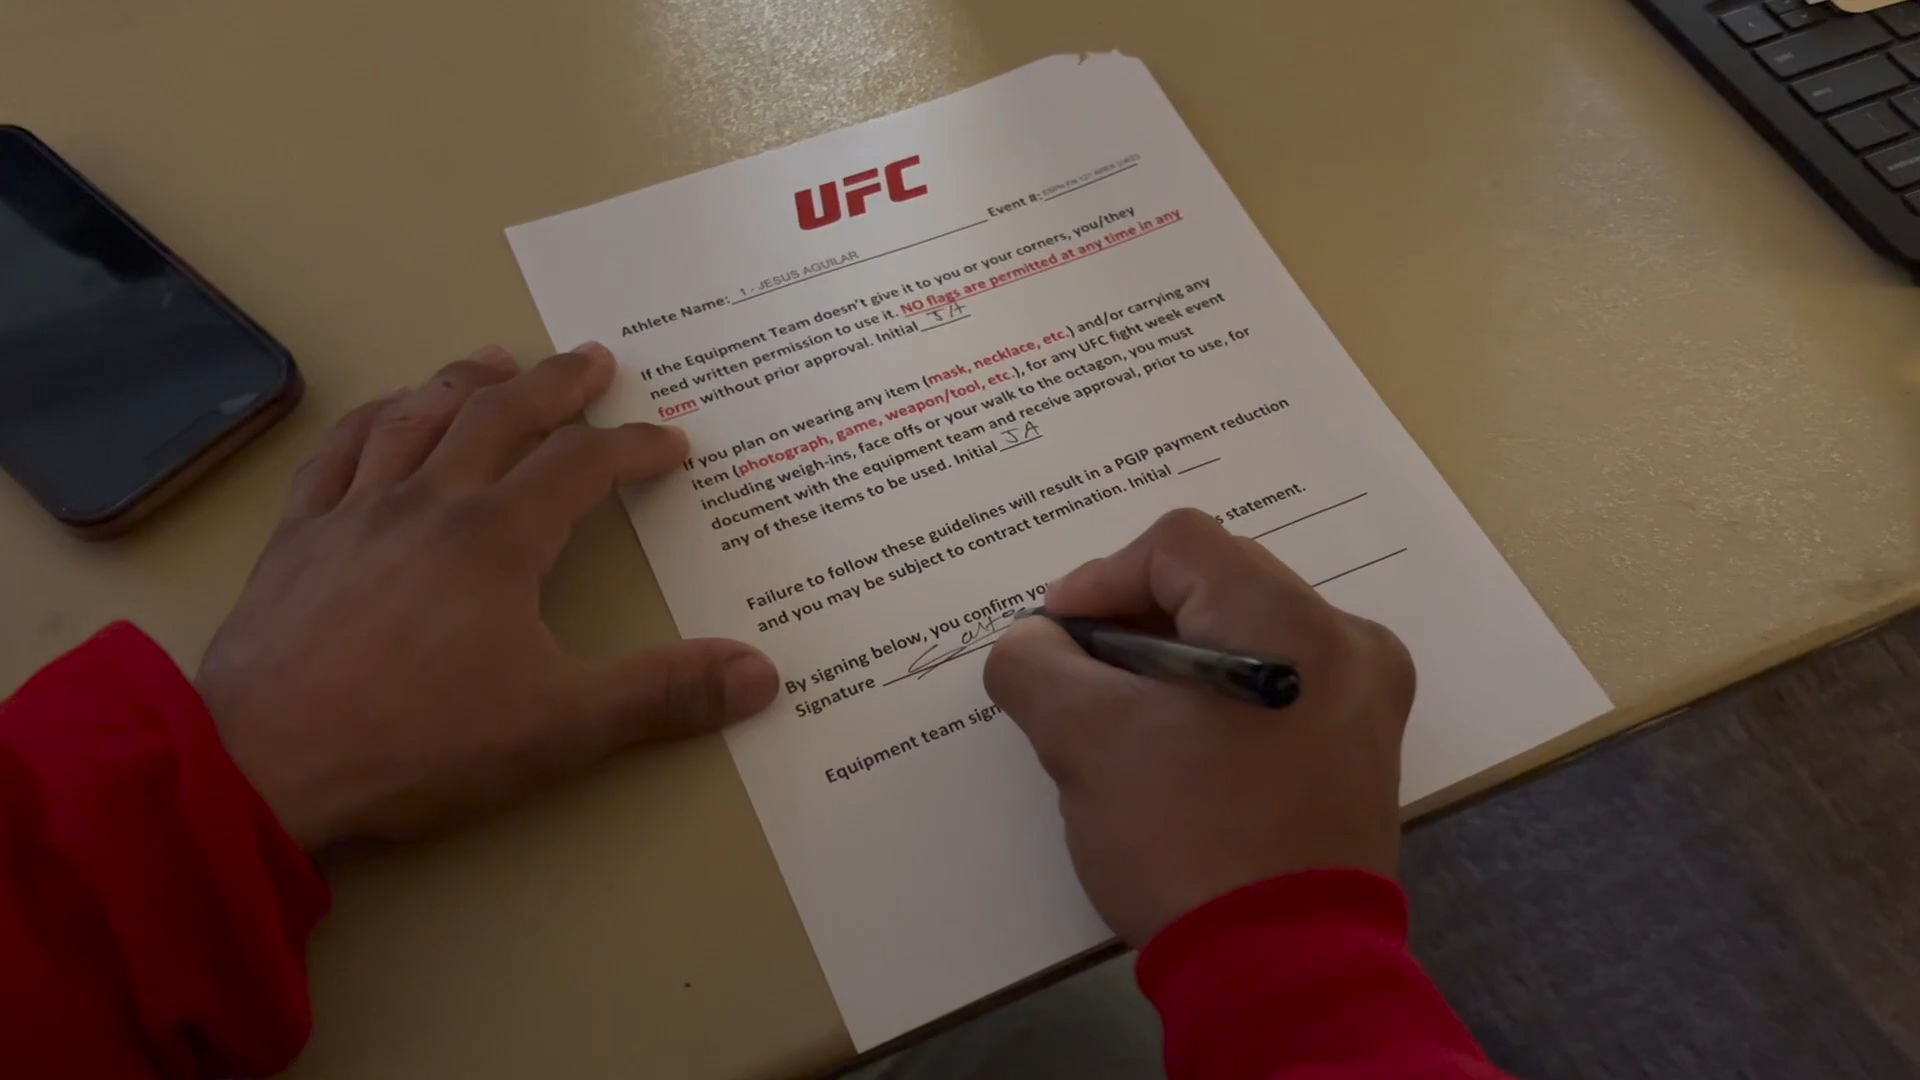 UFC
Athlete Name: 1 - JESUS AGUILAR Event #:
If the Equipment Team doesn't give it to you or your corners, you/they
need written permission to use it. NO flags are permitted at any time in any
form without prior approval. Initial JA
If you plan on wearing any item (mask, necklace, etc.) and/or carrying any
item (photograph, game, weapon/tool, etc.), for any UFC fight week event
including weigh-ins, face offs or your walk to the octagon, you must
document with the equipment team and receive approval, prior to use, for
any of these items to be used. Initial JA
Failure to follow these guidelines will result in a PGIP payment reduction
and you may be subject to contract termination. Initial
By signing below, you confirm statement.
Signature
Equipment team